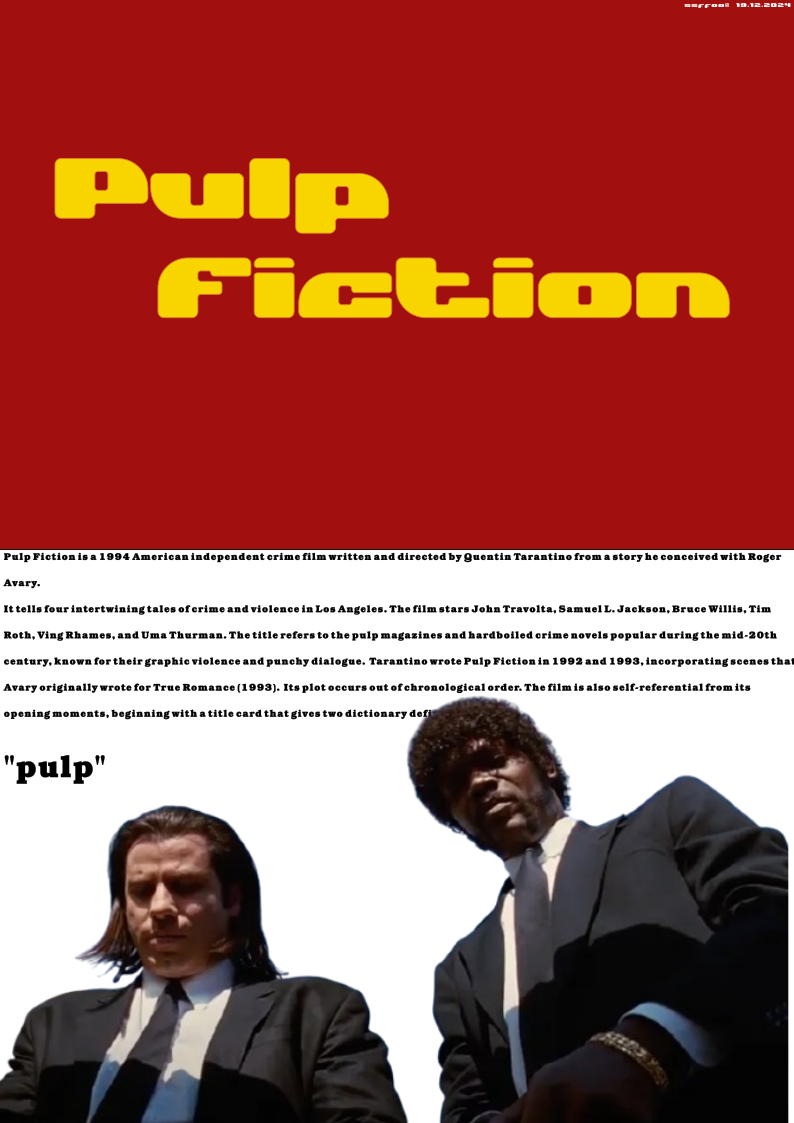 saffooil 19.12.2024
Pulp
Fiction
Pulp Fiction is a 1994 American independent crime film written and directed by Quentin Tarantino from a story he conceived with Roger
Avary.
It tells four intertwining tales of crime and violence in Los Angeles. The film stars John Travolta, Samuel L. Jackson, Bruce Willis, Tim
Roth, Ving Rhames, and Uma Thurman. The title refers to the pulp magazines and hardboiled crime novels popular during the mid-20th
century, known for their graphic violence and punchy dialogue. Tarantino wrote Pulp Fiction in 1992 and 1993, incorporating scenes that
Avary originally wrote for True Romance (1993). Its plot occurs out of chronological order. The film is also self-referential from its
opening moments, beginning with a title card that gives two dictionary defi
"pulp"